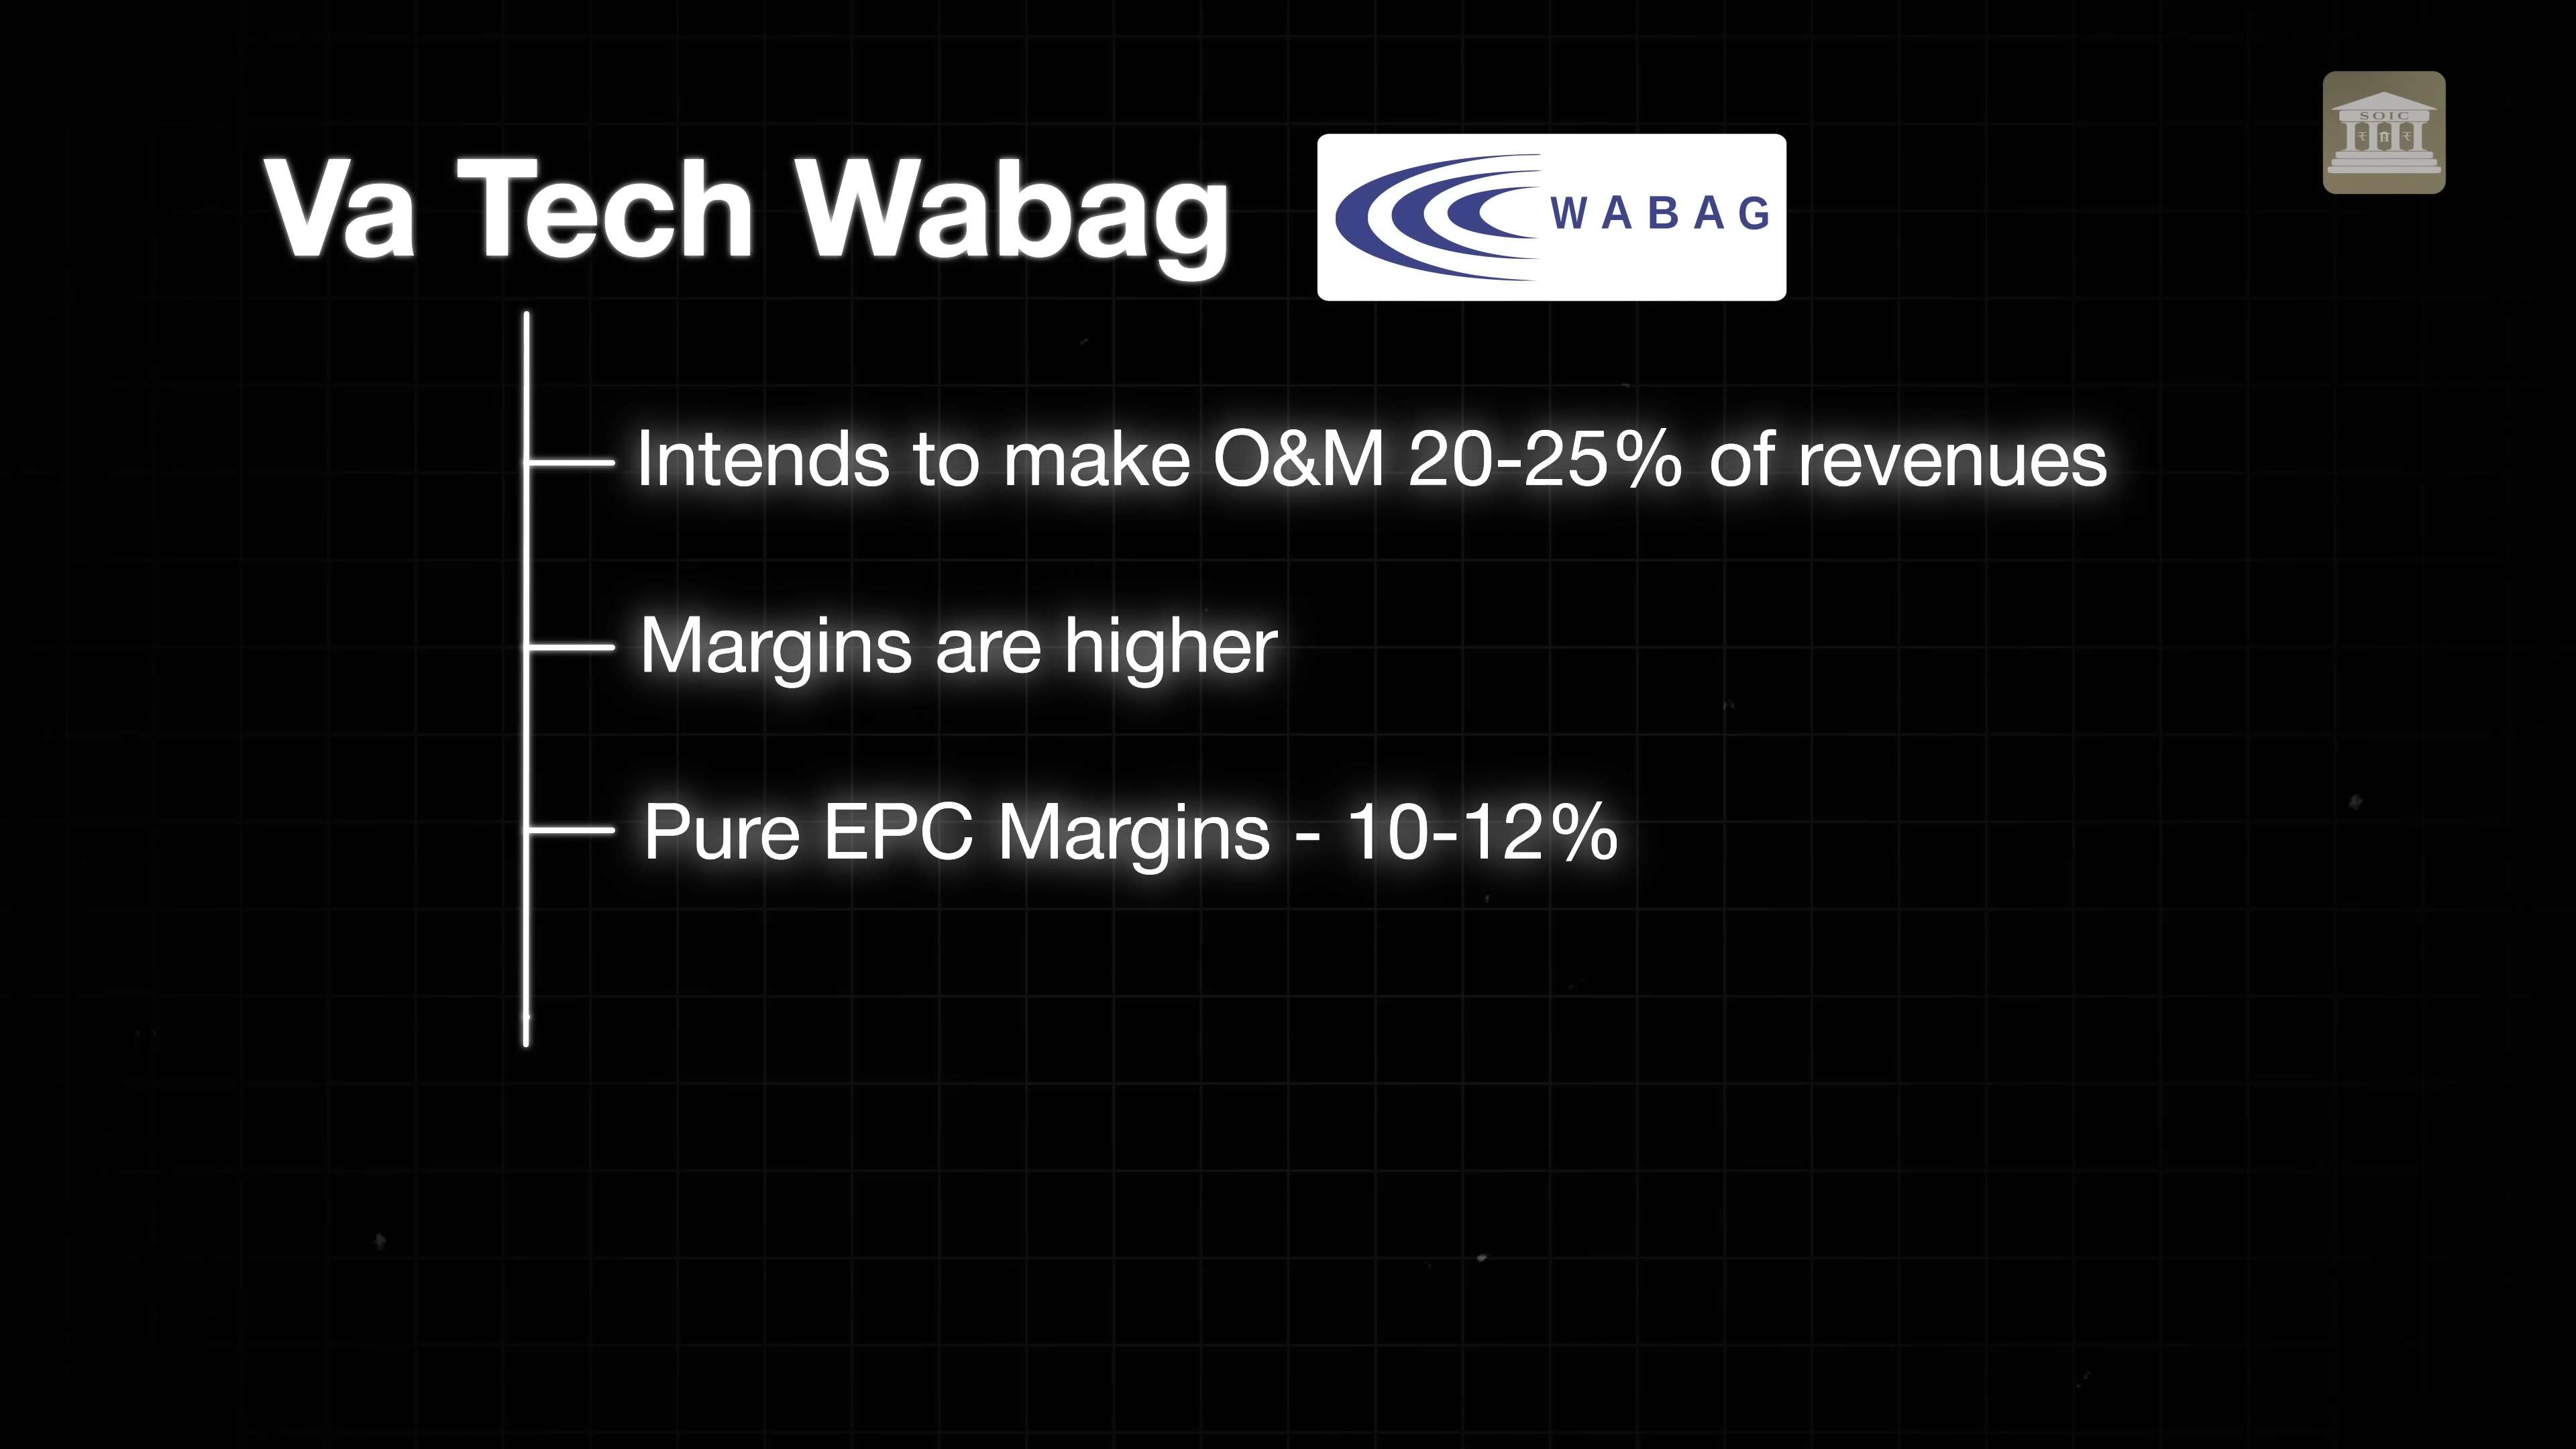 SOIC
Va Tech Wabag
WABAG
Intends to make O&M 20-25% of revenues
Margins are higher
Pure EPC Margins - 10-12%